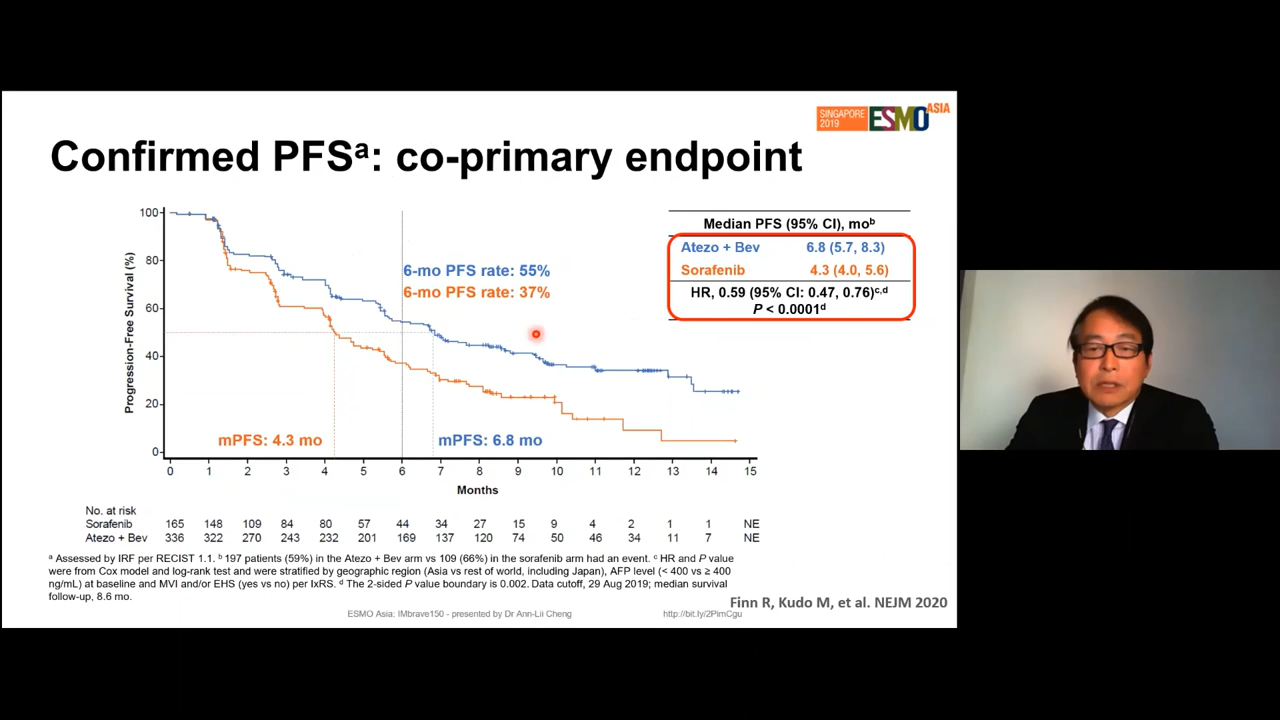 SINGAPORE
2019
ESMO
ASIA
Confirmed PFSᵃ: co-primary endpoint
Progression-Free Survival (%)
100
80
60
40
20
0
6-mo PFS rate: 55%
6-mo PFS rate: 37%
mPFS: 4.3 mo
mPFS: 6.8 mo
0 1 2 3 4 5 6 7 8 9 10 11 12 13 14 15
Months
Median PFS (95% CI), moᵇ
Atezo + Bev 6.8 (5.7, 8.3)
Sorafenib 4.3 (4.0, 5.6)
HR, 0.59 (95% CI: 0.47, 0.76)ᶜ,ᵈ
P < 0.0001ᵈ
No. at risk
Sorafenib 165 148 109 84 80 57 44 34 27 15 9 4 2 1 1 NE
Atezo + Bev 336 322 270 243 232 201 169 137 120 74 50 46 34 11 7 NE
ᵃ Assessed by IRF per RECIST 1.1. ᵇ 197 patients (59%) in the Atezo + Bev arm vs 109 (66%) in the sorafenib arm had an event. ᶜ HR and P value
were from Cox model and log-rank test and were stratified by geographic region (Asia vs rest of world, including Japan), AFP level (< 400 vs ≥ 400
ng/mL) at baseline and MVI and/or EHS (yes vs no) per IxRS. ᵈ The 2-sided P value boundary is 0.002. Data cutoff, 29 Aug 2019; median survival
follow-up, 8.6 mo.
Finn R, Kudo M, et al. NEJM 2020
ESMO Asia; IMbrave150 - presented by Dr Ann-Lii Cheng
http://bit.ly/2PimCgu